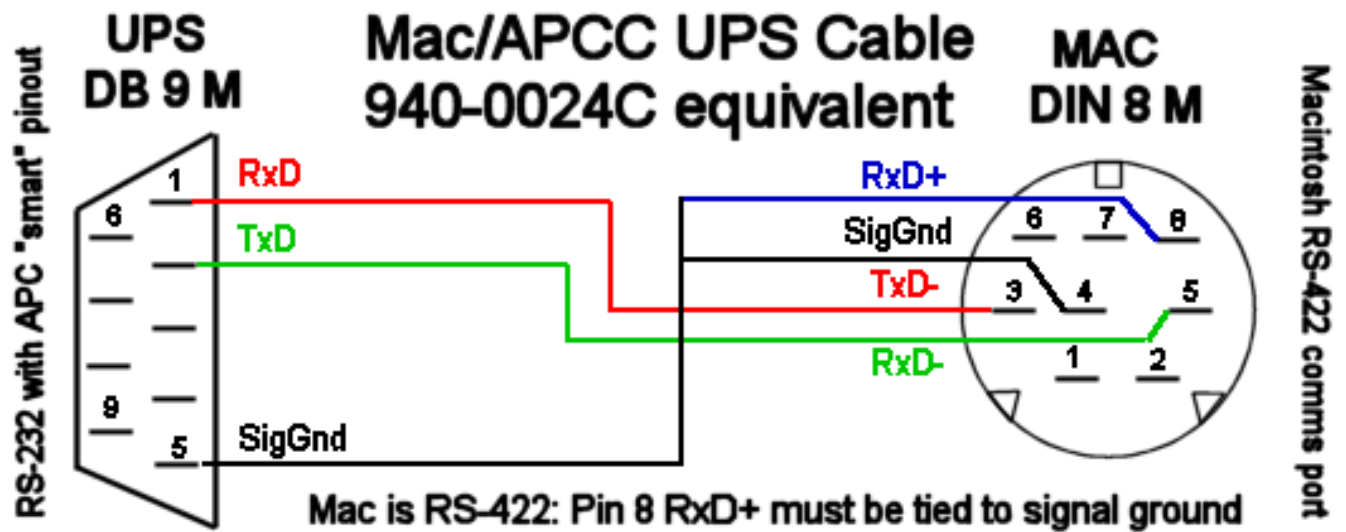 UPS
DB 9 M
Mac/APCC UPS Cable
940-0024C equivalent
MAC
DIN 8 M
RS-232 with APC "smart" pinout
Macintosh RS-422 comms port
1
6
9
5
RxD
TxD
SigGnd
RxD+
SigGnd
TxD-
RxD-
6
7
8
3
4
5
1
2
Mac is RS-422: Pin 8 RxD+ must be tied to signal ground